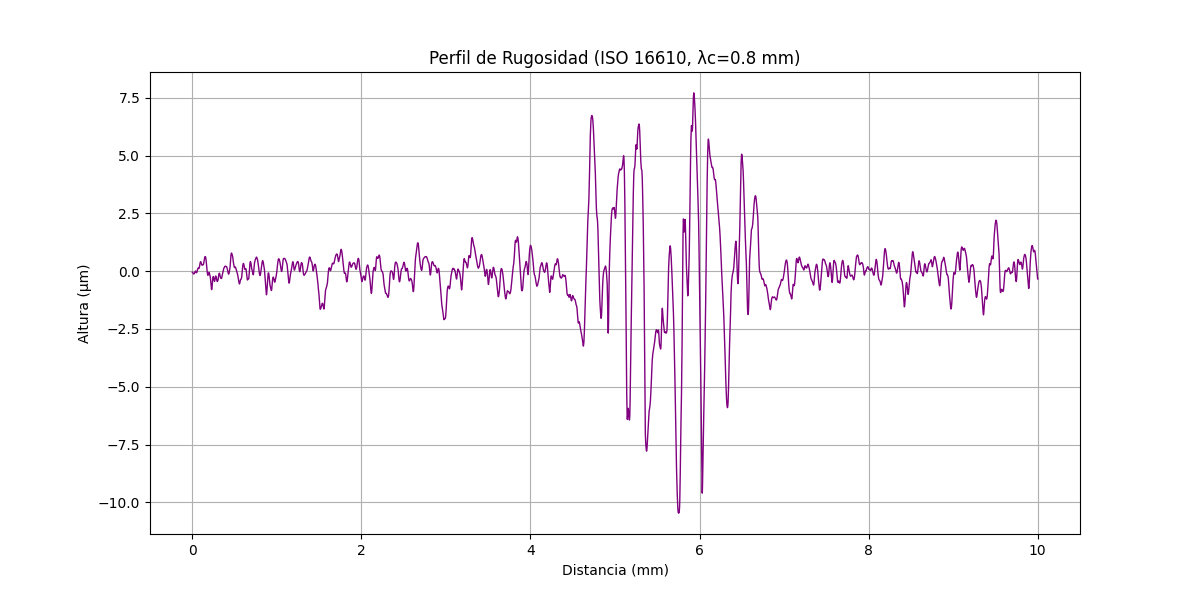 Perfil de Rugosidad (ISO 16610, λc=0.8 mm)
7.5
5.0
2.5
0.0
−2.5
−5.0
−7.5
−10.0
Altura (μm)
0 2 4 6 8 10
Distancia (mm)